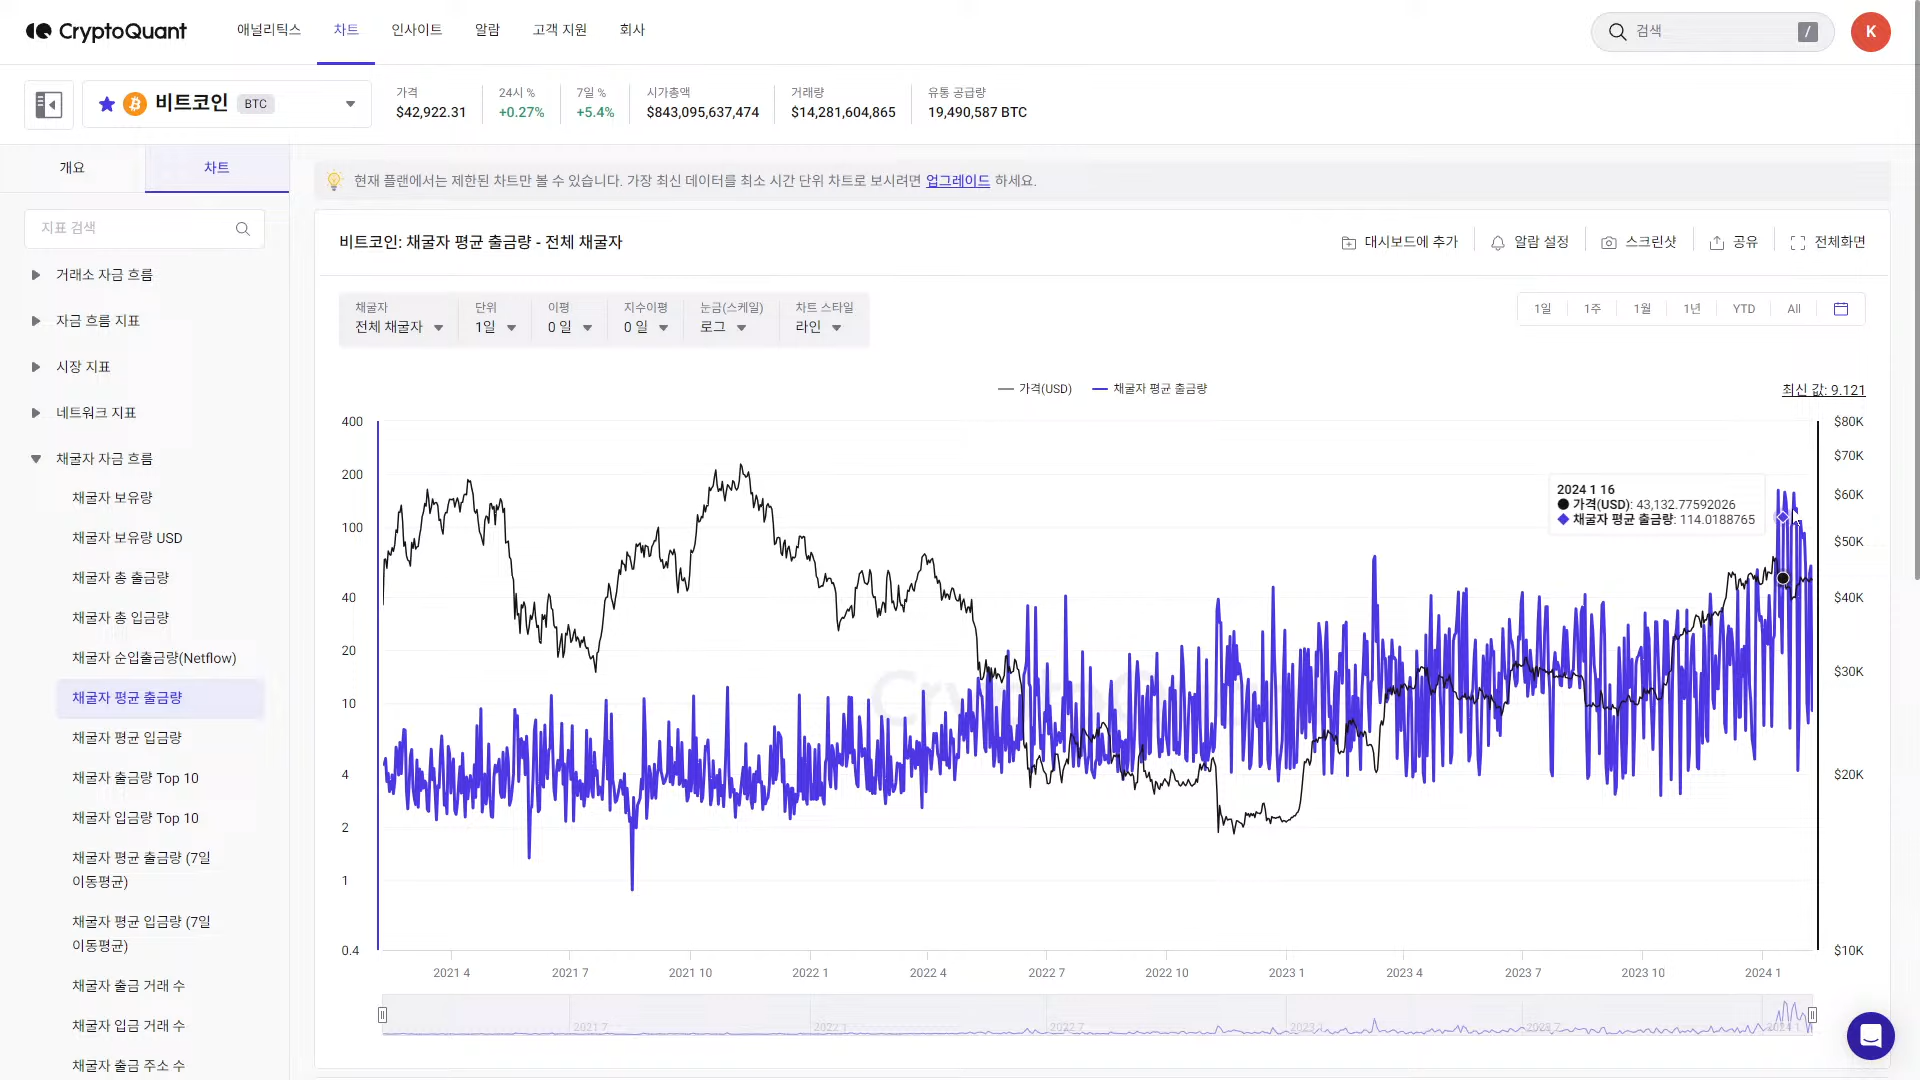 CryptoQuant
애널리틱스 차트 인사이트 알람 고객 지원 회사
검색 /
K
비트코인 BTC
가격 24시 % 7일 % 시가총액 거래량 유통 공급량
$42,922.31 +0.27% +5.4% $843,095,637,474 $14,281,604,865 19,490,587 BTC
개요 차트
현재 플랜에서는 제한된 차트만 볼 수 있습니다. 가장 최신 데이터를 최소 시간 단위 차트로 보시려면 업그레이드 하세요.
지표 검색
거래소 자금 흐름
자금 흐름 지표
시장 지표
네트워크 지표
채굴자 자금 흐름
채굴자 보유량
채굴자 보유량 USD
채굴자 총 출금량
채굴자 총 입금량
채굴자 순입출금량(Netflow)
채굴자 평균 출금량
채굴자 평균 입금량
채굴자 출금량 Top 10
채굴자 입금량 Top 10
채굴자 평균 출금량 (7일
이동평균)
채굴자 평균 입금량 (7일
이동평균)
채굴자 출금 거래 수
채굴자 입금 거래 수
채굴자 출금 주소 수
비트코인: 채굴자 평균 출금량 - 전체 채굴자
대시보드에 추가 알람 설정 스크린샷 공유 전체화면
채굴자 단위 이평 지수이평 눈금(스케일) 차트 스타일
전체 채굴자 1일 0 일 0 일 로그 라인
1일 1주 1월 1년 YTD All
가격(USD) 채굴자 평균 출금량
최신 값: 9.121
400
200
100
40
20
10
4
2
1
0.4
$80K
$70K
$60K
$50K
$40K
$30K
$20K
$10K
2024 1 16
가격(USD): 43,132.77592026
채굴자 평균 출금량: 114.0188765
2021 4 2021 7 2021 10 2022 1 2022 4 2022 7 2022 10 2023 1 2023 4 2023 7 2023 10 2024 1
2021 7 2022 1 2022 7 2023 1 2023 7 2024 1